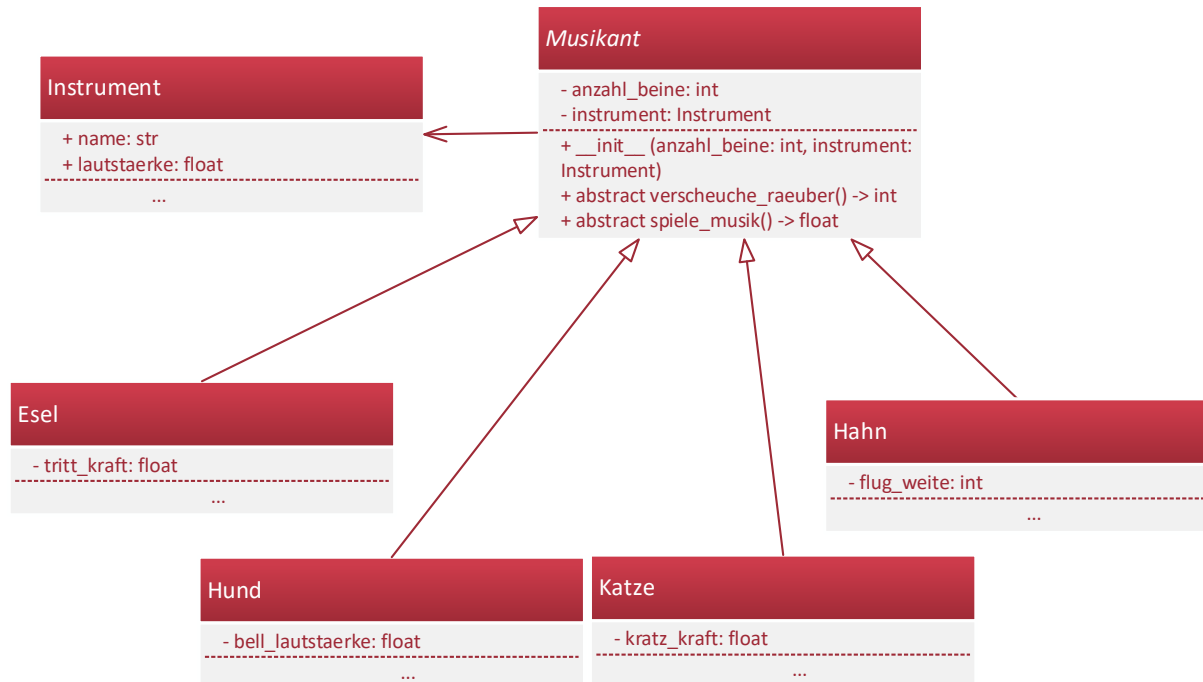 Musikant
- anzahl_beine: int
- instrument: Instrument
+ __init__ (anzahl_beine: int, instrument:
Instrument)
+ abstract verscheuche_raeuber() -> int
+ abstract spiele_musik() -> float
Instrument
+ name: str
+ lautstaerke: float
...
Esel
- tritt_kraft: float
...
Hund
- bell_lautstaerke: float
...
Katze
- kratz_kraft: float
...
Hahn
- flug_weite: int
...